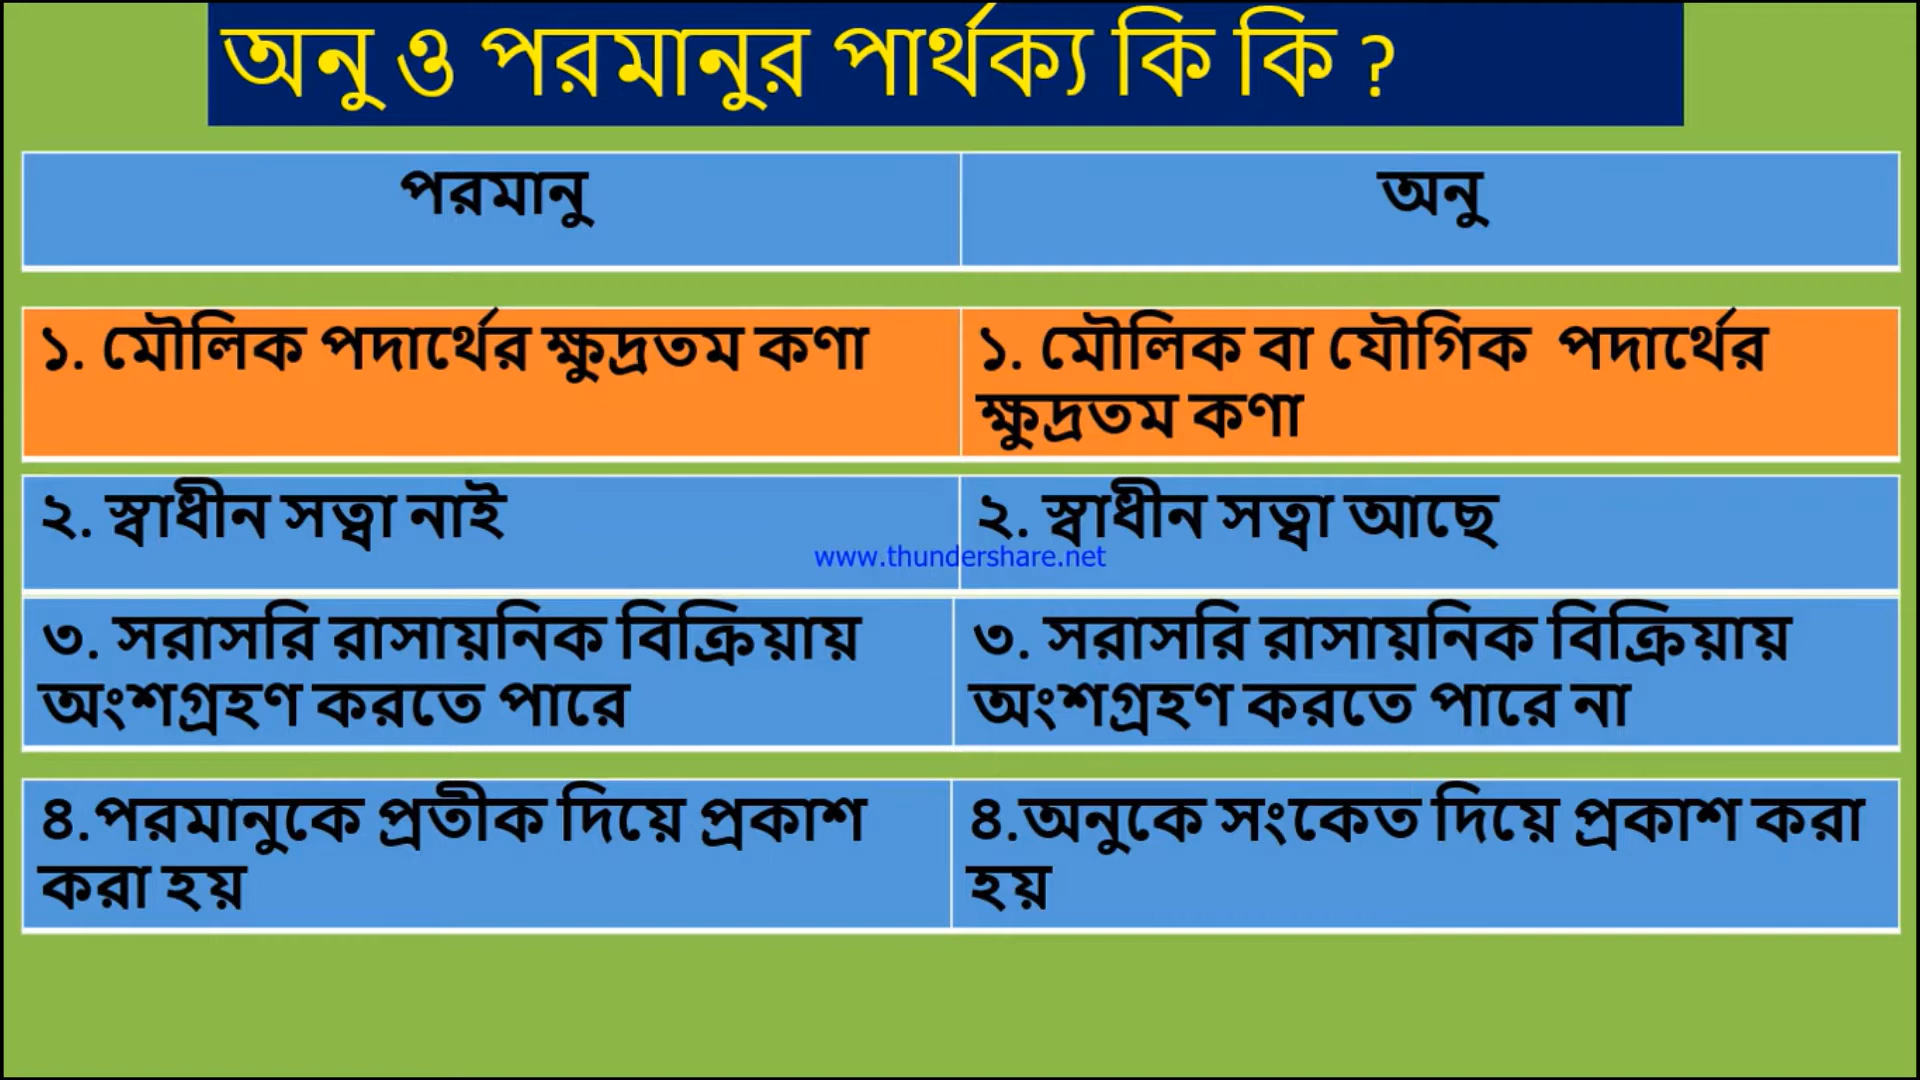 অনু ও পরমানুর পার্থক্য কি কি ?
পরমানু
অনু
১. মৌলিক পদার্থের ক্ষুদ্রতম কণা
১. মৌলিক বা যৌগিক পদার্থের
ক্ষুদ্রতম কণা
২. স্বাধীন সত্ত্বা নাই
২. স্বাধীন সত্ত্বা আছে
www.thundershare.net
৩. সরাসরি রাসায়নিক বিক্রিয়ায়
অংশগ্রহণ করতে পারে
৩. সরাসরি রাসায়নিক বিক্রিয়ায়
অংশগ্রহণ করতে পারে না
৪.পরমানুকে প্রতীক দিয়ে প্রকাশ
করা হয়
৪.অনুকে সংকেত দিয়ে প্রকাশ করা
হয়